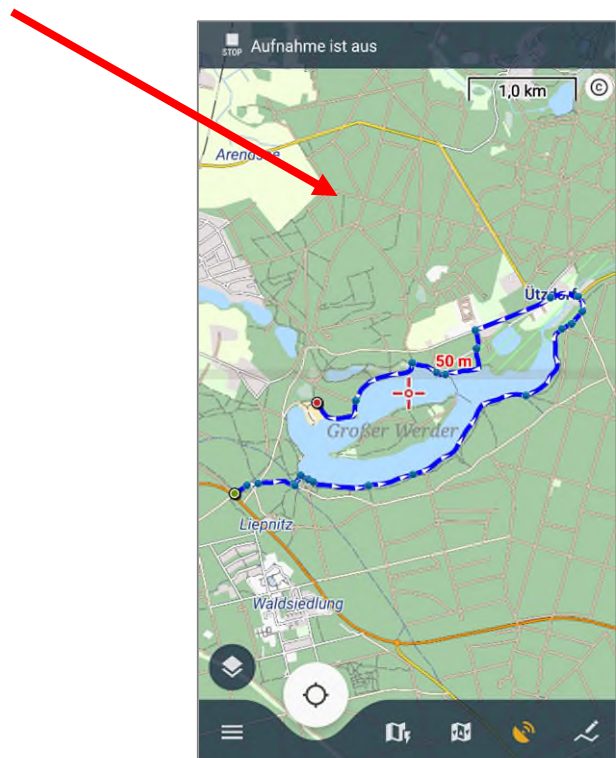 STOP
Aufnahme ist aus
1,0 km
©
Arendsee
Ützdorf
50 m
Großer Werder
Liepnitz
Waldsiedlung
A